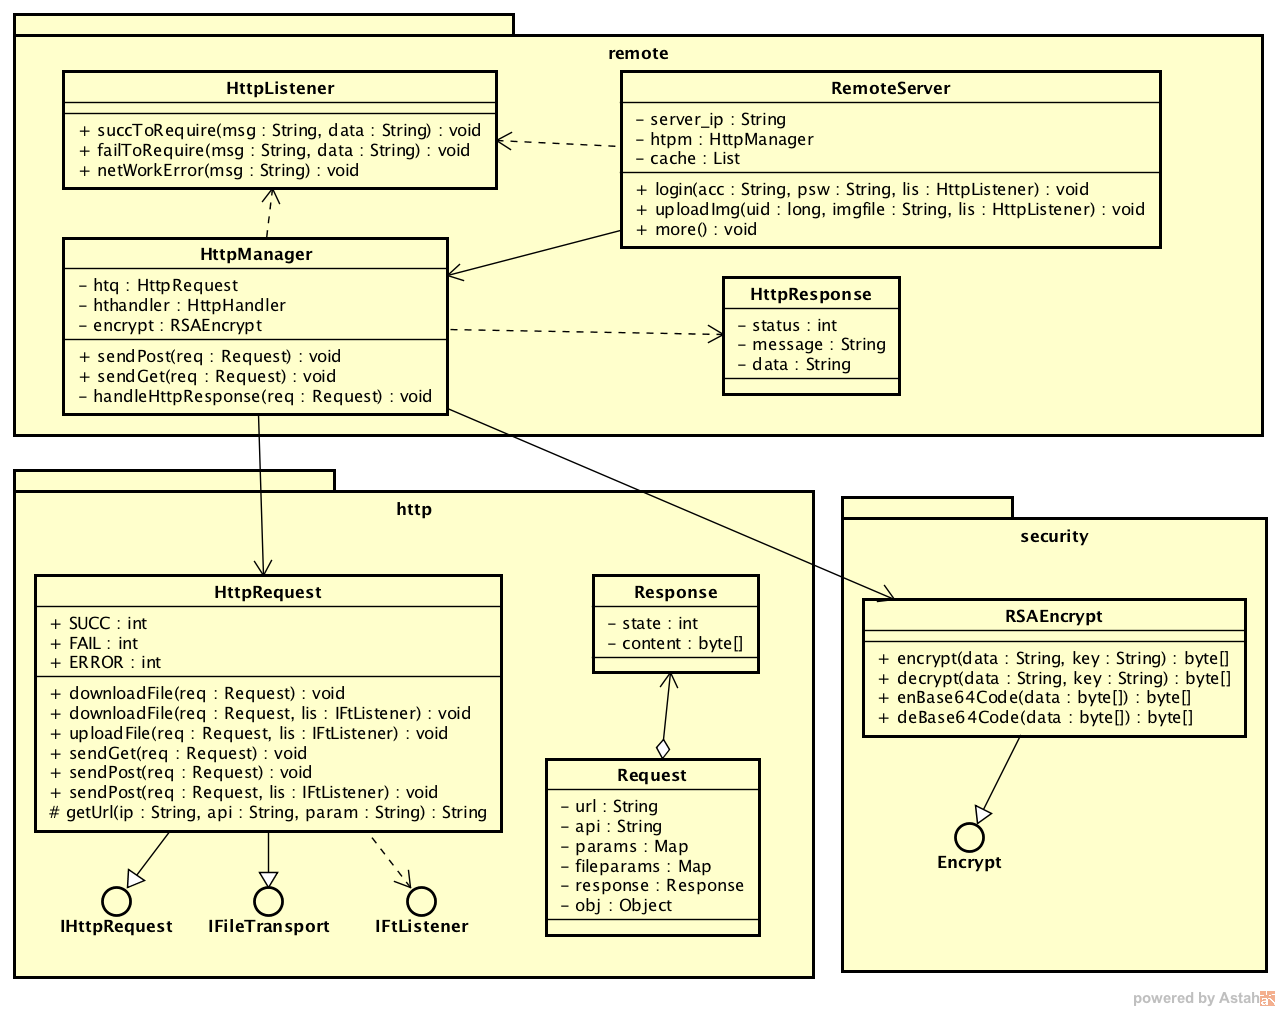 remote
HttpListener
+ succToRequire(msg : String, data : String) : void
+ failToRequire(msg : String, data : String) : void
+ netWorkError(msg : String) : void
RemoteServer
- server_ip : String
- htpm : HttpManager
- cache : List
+ login(acc : String, psw : String, lis : HttpListener) : void
+ uploadImg(uid : long, imgfile : String, lis : HttpListener) : void
+ more() : void
HttpManager
- htq : HttpRequest
- hthandler : HttpHandler
- encrypt : RSAEncrypt
+ sendPost(req : Request) : void
+ sendGet(req : Request) : void
- handleHttpResponse(req : Request) : void
HttpResponse
- status : int
- message : String
- data : String
http
HttpRequest
+ SUCC : int
+ FAIL : int
+ ERROR : int
+ downloadFile(req : Request) : void
+ downloadFile(req : Request, lis : IFtListener) : void
+ uploadFile(req : Request, lis : IFtListener) : void
+ sendGet(req : Request) : void
+ sendPost(req : Request) : void
+ sendPost(req : Request, lis : IFtListener) : void
# getUrl(ip : String, api : String, param : String) : String
IHttpRequest
IFileTransport
IFtListener
Response
- state : int
- content : byte[]
Request
- url : String
- api : String
- params : Map
- fileparams : Map
- response : Response
- obj : Object
security
RSAEncrypt
+ encrypt(data : String, key : String) : byte[]
+ decrypt(data : String, key : String) : byte[]
+ enBase64Code(data : byte[]) : byte[]
+ deBase64Code(data : byte[]) : byte[]
Encrypt
powered by Astah